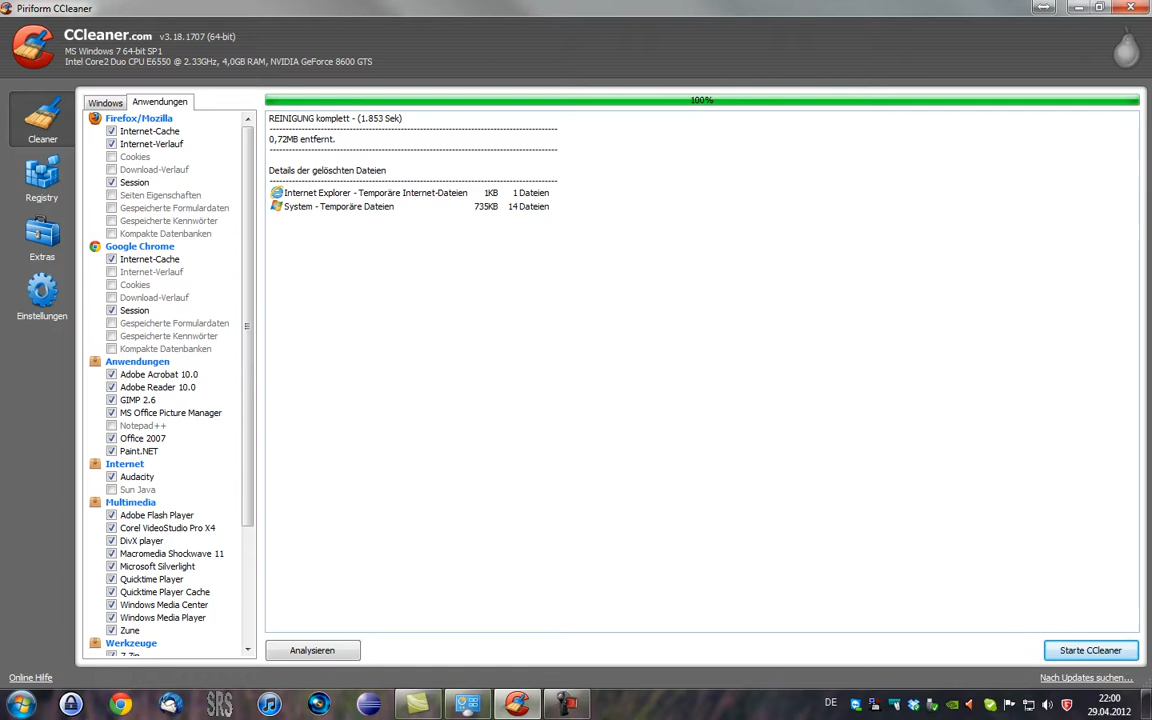 Piriform CCleaner
CCleaner.com v3.18.1707 (64-bit)
MS Windows 7 64-bit SP1
Intel Core2 Duo CPU E6550 @ 2.33GHz, 4,0GB RAM, NVIDIA GeForce 8600 GTS
Cleaner
Registry
Extras
Einstellungen
Windows
Anwendungen
Firefox/Mozilla
Internet-Cache
Internet-Verlauf
Cookies
Download-Verlauf
Session
Seiten Eigenschaften
Gespeicherte Formulardaten
Gespeicherte Kennwörter
Kompakte Datenbanken
Google Chrome
Internet-Cache
Internet-Verlauf
Cookies
Download-Verlauf
Session
Gespeicherte Formulardaten
Gespeicherte Kennwörter
Kompakte Datenbanken
Anwendungen
Adobe Acrobat 10.0
Adobe Reader 10.0
GIMP 2.6
MS Office Picture Manager
Notepad++
Office 2007
Paint.NET
Internet
Audacity
Sun Java
Multimedia
Adobe Flash Player
Corel VideoStudio Pro X4
DivX player
Macromedia Shockwave 11
Microsoft Silverlight
Quicktime Player
Quicktime Player Cache
Windows Media Center
Windows Media Player
Zune
Werkzeuge
7-Zip
100%
REINIGUNG komplett - (1.853 Sek)
0,72MB entfernt.
Details der gelöschten Dateien
Internet Explorer - Temporäre Internet-Dateien 1KB 1 Dateien
System - Temporäre Dateien 735KB 14 Dateien
Analysieren
Starte CCleaner
Online Hilfe
Nach Updates suchen...
SRS
DE
22:00
29.04.2012